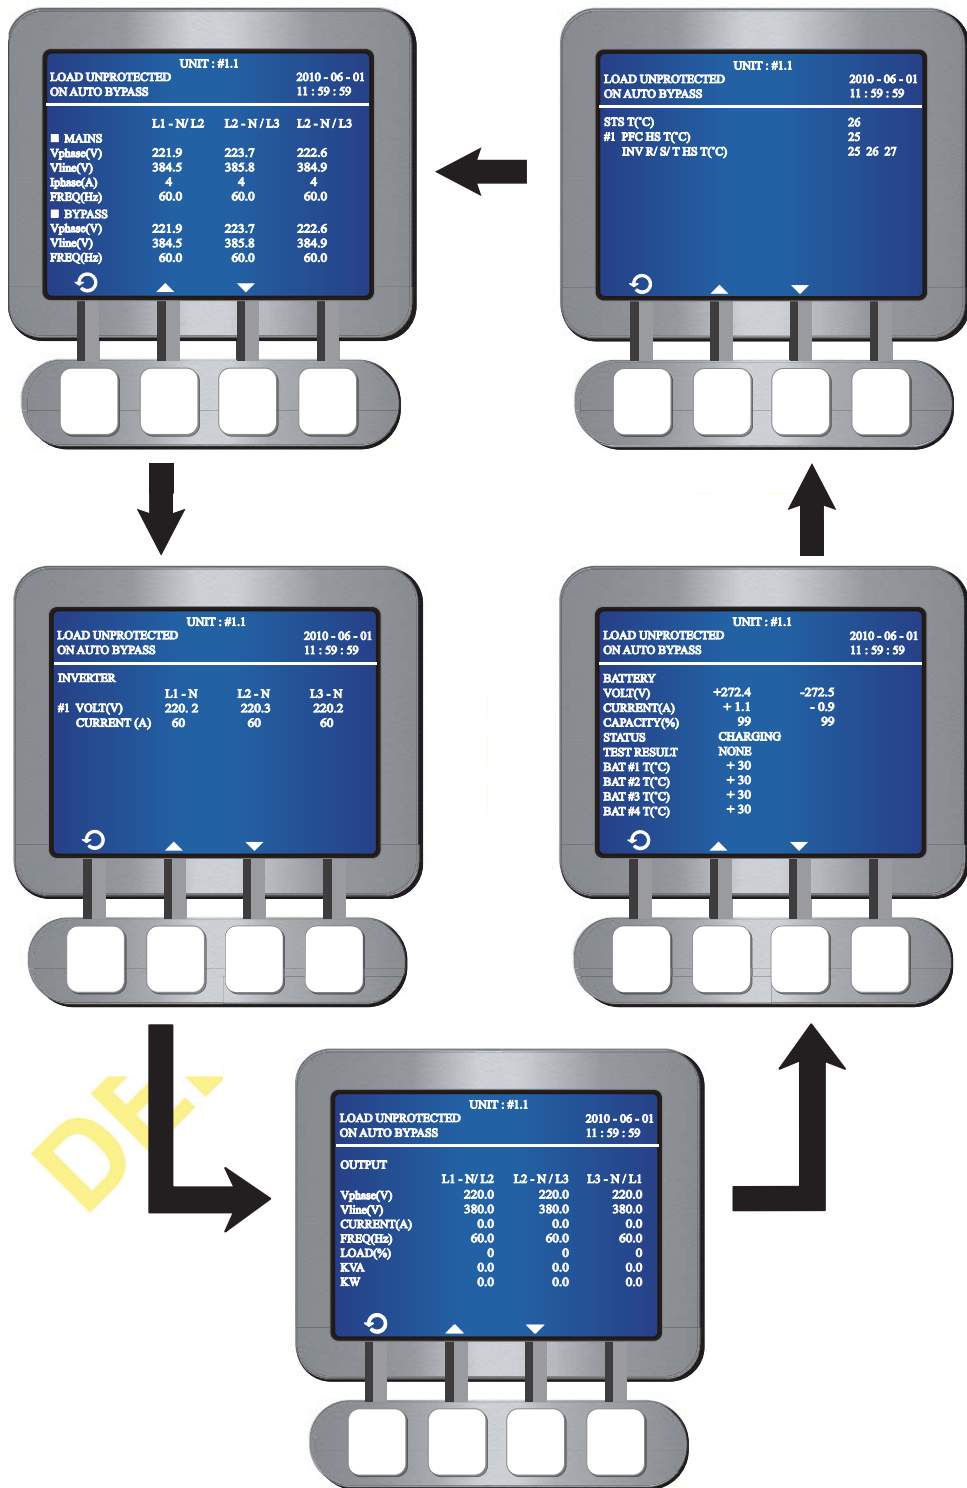 UNIT : #1.1
LOAD UNPROTECTED 2010 - 06 - 01
ON AUTO BYPASS 11 : 59 : 59
L1 - N/ L2 L2 - N / L3 L2 - N / L3
■ MAINS
Vphase(V) 221.9 223.7 222.6
Vline(V) 384.5 385.8 384.9
Iphase(A) 4 4 4
FREQ(Hz) 60.0 60.0 60.0
■ BYPASS
Vphase(V) 221.9 223.7 222.6
Vline(V) 384.5 385.8 384.9
FREQ(Hz) 60.0 60.0 60.0
UNIT : #1.1
LOAD UNPROTECTED 2010 - 06 - 01
ON AUTO BYPASS 11 : 59 : 59
STS T(°C) 26
#1 PFC HS T(°C) 25
INV R/ S/ T HS T(°C) 25 26 27
UNIT : #1.1
LOAD UNPROTECTED 2010 - 06 - 01
ON AUTO BYPASS 11 : 59 : 59
INVERTER
L1 - N L2 - N L3 - N
#1 VOLT(V) 220. 2 220.3 220.2
CURRENT (A) 60 60 60
UNIT : #1.1
LOAD UNPROTECTED 2010 - 06 - 01
ON AUTO BYPASS 11 : 59 : 59
BATTERY
VOLT(V) +272.4 -272.5
CURRENT(A) + 1.1 - 0.9
CAPACITY(%) 99 99
STATUS CHARGING
TEST RESULT NONE
BAT #1 T(°C) + 30
BAT #2 T(°C) + 30
BAT #3 T(°C) + 30
BAT #4 T(°C) + 30
UNIT : #1.1
LOAD UNPROTECTED 2010 - 06 - 01
ON AUTO BYPASS 11 : 59 : 59
OUTPUT
L1 - N/ L2 L2 - N / L3 L3 - N / L1
Vphase(V) 220.0 220.0 220.0
Vline(V) 380.0 380.0 380.0
CURRENT(A) 0.0 0.0 0.0
FREQ(Hz) 60.0 60.0 60.0
LOAD(%) 0 0 0
KVA 0.0 0.0 0.0
KW 0.0 0.0 0.0